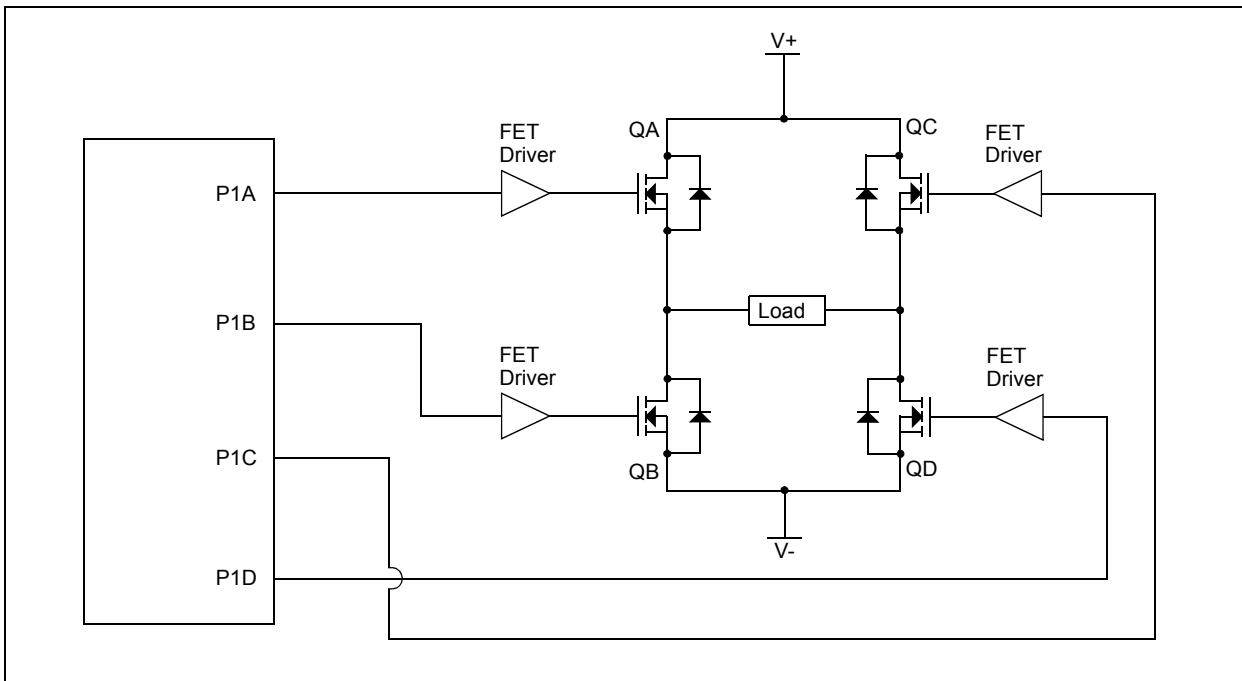 V+
QA
QC
FET
Driver
FET
Driver
P1A
Load
P1B
FET
Driver
FET
Driver
P1C
QB
QD
V-
P1D